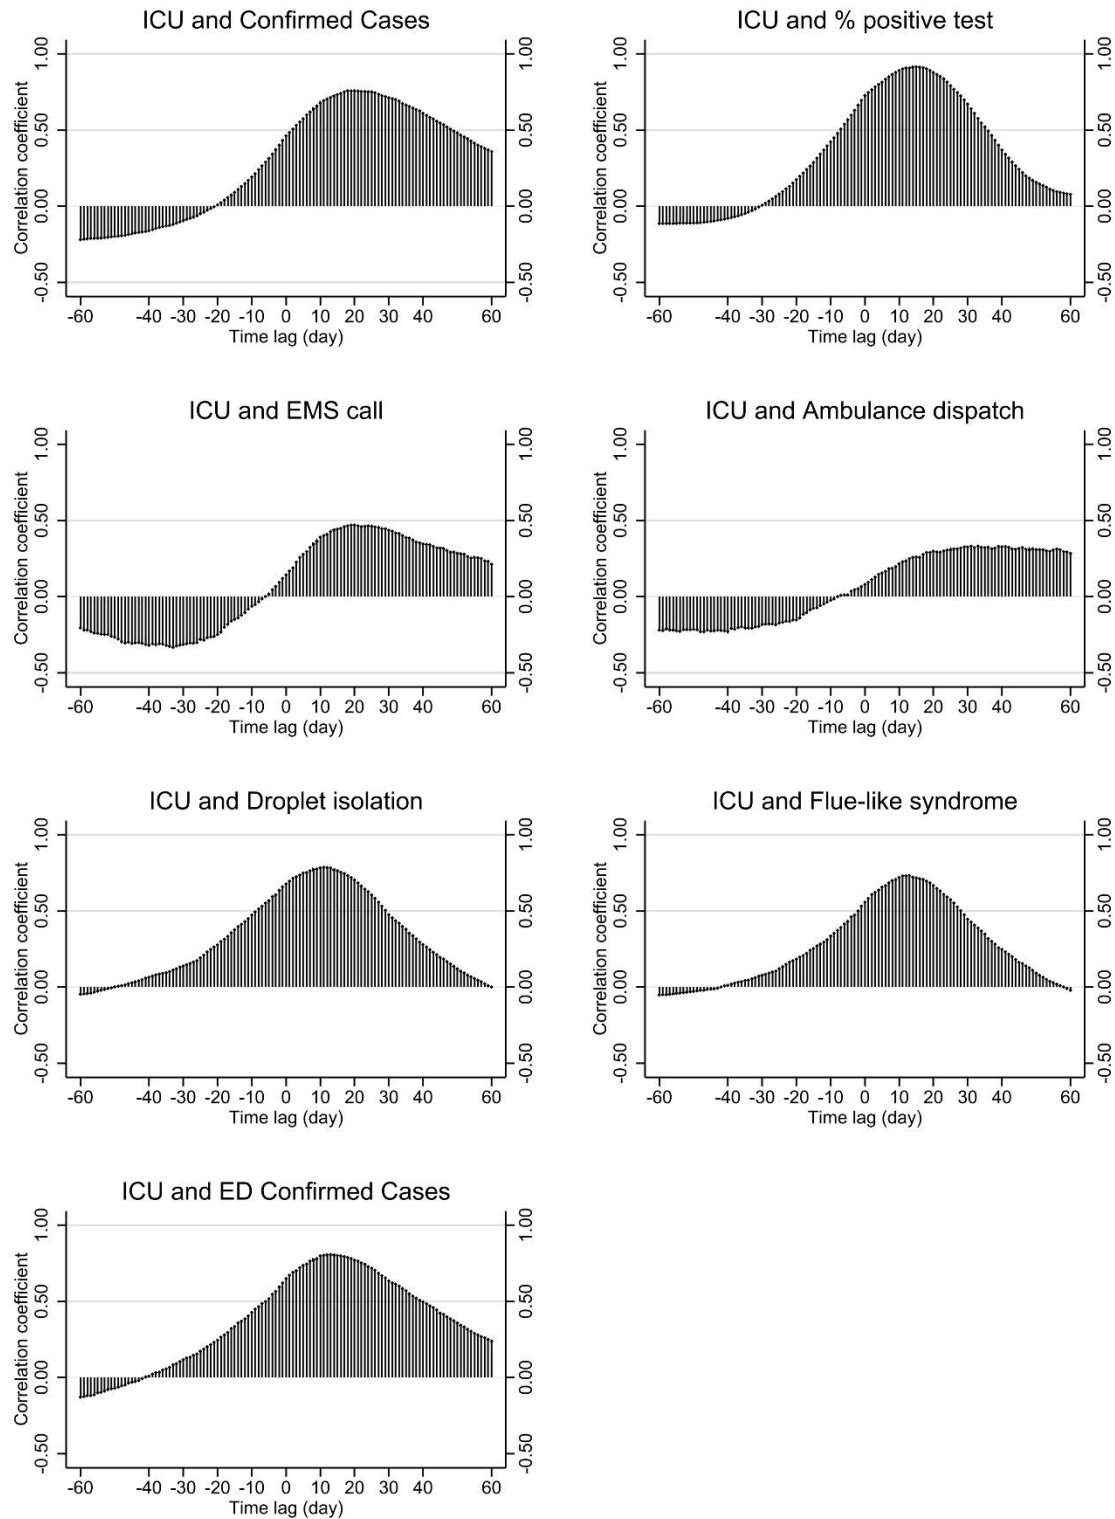 ICU and Confirmed Cases
Correlation coefficient
-0.50 0.00 0.50 1.00
-0.50 0.00 0.50 1.00
-60 -40 -30 -20 -10 0 10 20 30 40 60
Time lag (day)
ICU and % positive test
Correlation coefficient
-0.50 0.00 0.50 1.00
-0.50 0.00 0.50 1.00
-60 -40 -30 -20 -10 0 10 20 30 40 60
Time lag (day)
ICU and EMS call
Correlation coefficient
-0.50 0.00 0.50 1.00
-0.50 0.00 0.50 1.00
-60 -40 -30 -20 -10 0 10 20 30 40 60
Time lag (day)
ICU and Ambulance dispatch
Correlation coefficient
-0.50 0.00 0.50 1.00
-0.50 0.00 0.50 1.00
-60 -40 -30 -20 -10 0 10 20 30 40 60
Time lag (day)
ICU and Droplet isolation
Correlation coefficient
-0.50 0.00 0.50 1.00
-0.50 0.00 0.50 1.00
-60 -40 -30 -20 -10 0 10 20 30 40 60
Time lag (day)
ICU and Flue-like syndrome
Correlation coefficient
-0.50 0.00 0.50 1.00
-0.50 0.00 0.50 1.00
-60 -40 -30 -20 -10 0 10 20 30 40 60
Time lag (day)
ICU and ED Confirmed Cases
Correlation coefficient
-0.50 0.00 0.50 1.00
-0.50 0.00 0.50 1.00
-60 -40 -30 -20 -10 0 10 20 30 40 60
Time lag (day)